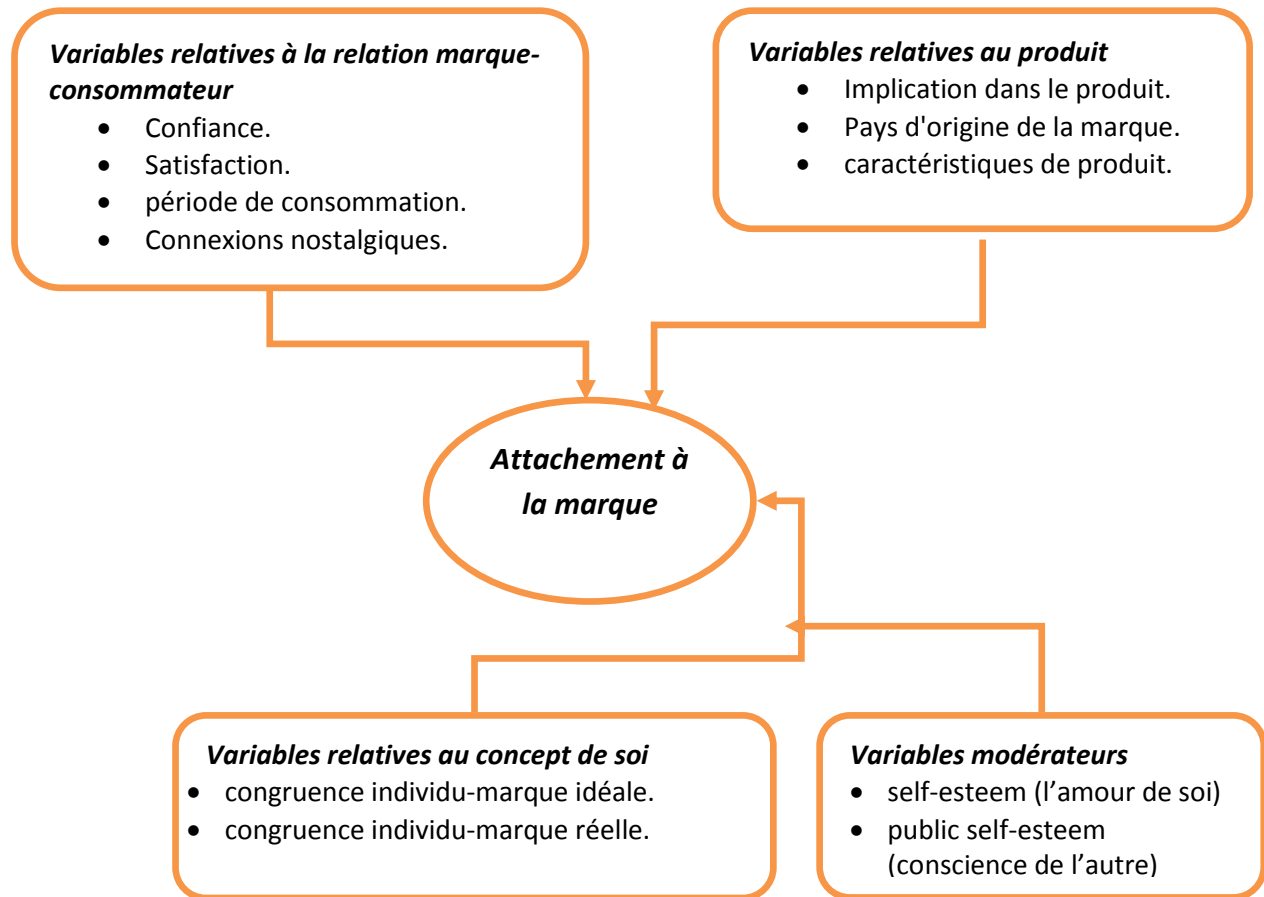 Variables relatives à la relation marque-
consommateur
• Confiance.
• Satisfaction.
• période de consommation.
• Connexions nostalgiques.
Variables relatives au produit
• Implication dans le produit.
• Pays d'origine de la marque.
• caractéristiques de produit.
Attachement à
la marque
Variables relatives au concept de soi
• congruence individu-marque idéale.
• congruence individu-marque réelle.
Variables modérateurs
• self-esteem (l’amour de soi)
• public self-esteem
(conscience de l’autre)